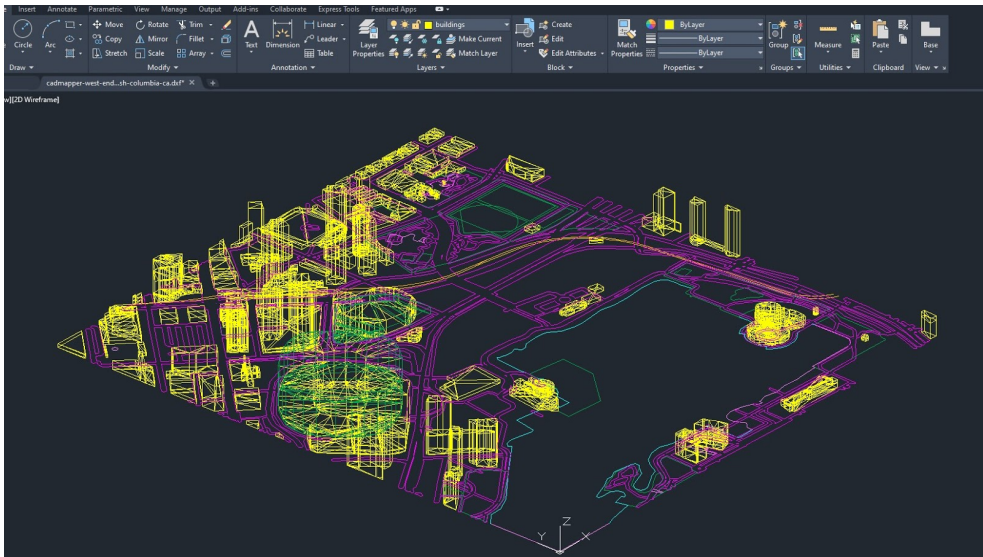 Insert Annotate Parametric View Manage Output Add-ins Collaborate Express Tools Featured Apps
Move Rotate Trim Linear buildings Create ByLayer
Copy Mirror Fillet Leader Make Current Edit ByLayer
Circle Arc Stretch Scale Array Text Dimension Table Layer Properties Match Layer Insert Edit Attributes Match Properties ByLayer Group Measure Paste Base
Draw Modify Annotation Layers Block Properties Groups Utilities Clipboard View
cadmapper-west-end...sh-columbia-ca.dxf*
w][2D Wireframe]
Z
Y X